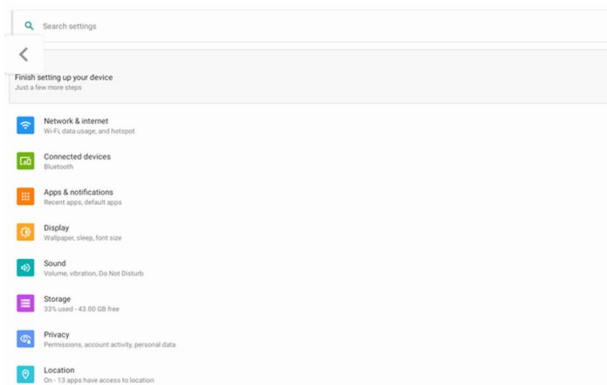 Search settings
Finish setting up your device
Just a few more steps
Network & internet
Wi-Fi, data usage, and hotspot
Connected devices
Bluetooth
Apps & notifications
Recent apps, default apps
Display
Wallpaper, sleep, font size
Sound
Volume, vibration, Do Not Disturb
Storage
33% used - 43.00 GB free
Privacy
Permissions, account activity, personal data
Location
On - 13 apps have access to location